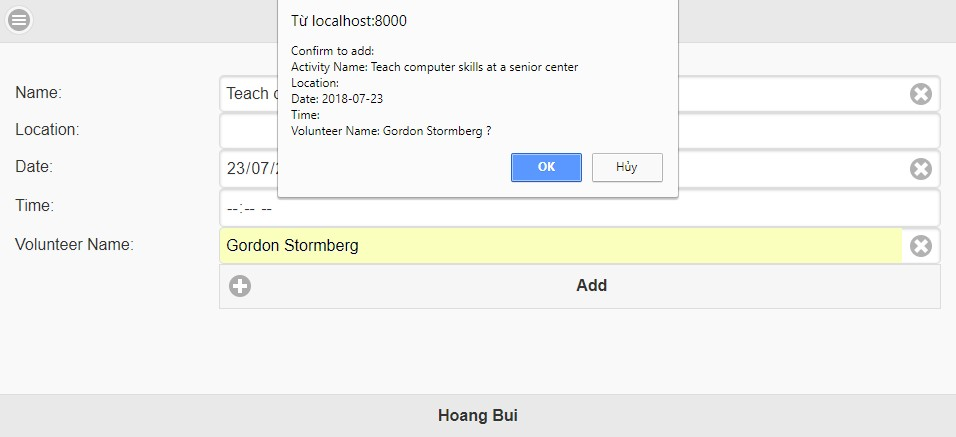 Từ localhost:8000
Confirm to add:
Activity Name: Teach computer skills at a senior center
Location:
Date: 2018-07-23
Time:
Volunteer Name: Gordon Stormberg ?
OK Hủy
Name: Teach
Location:
Date: 23/07/
Time: --:-- --
Volunteer Name: Gordon Stormberg
Add
Hoang Bui